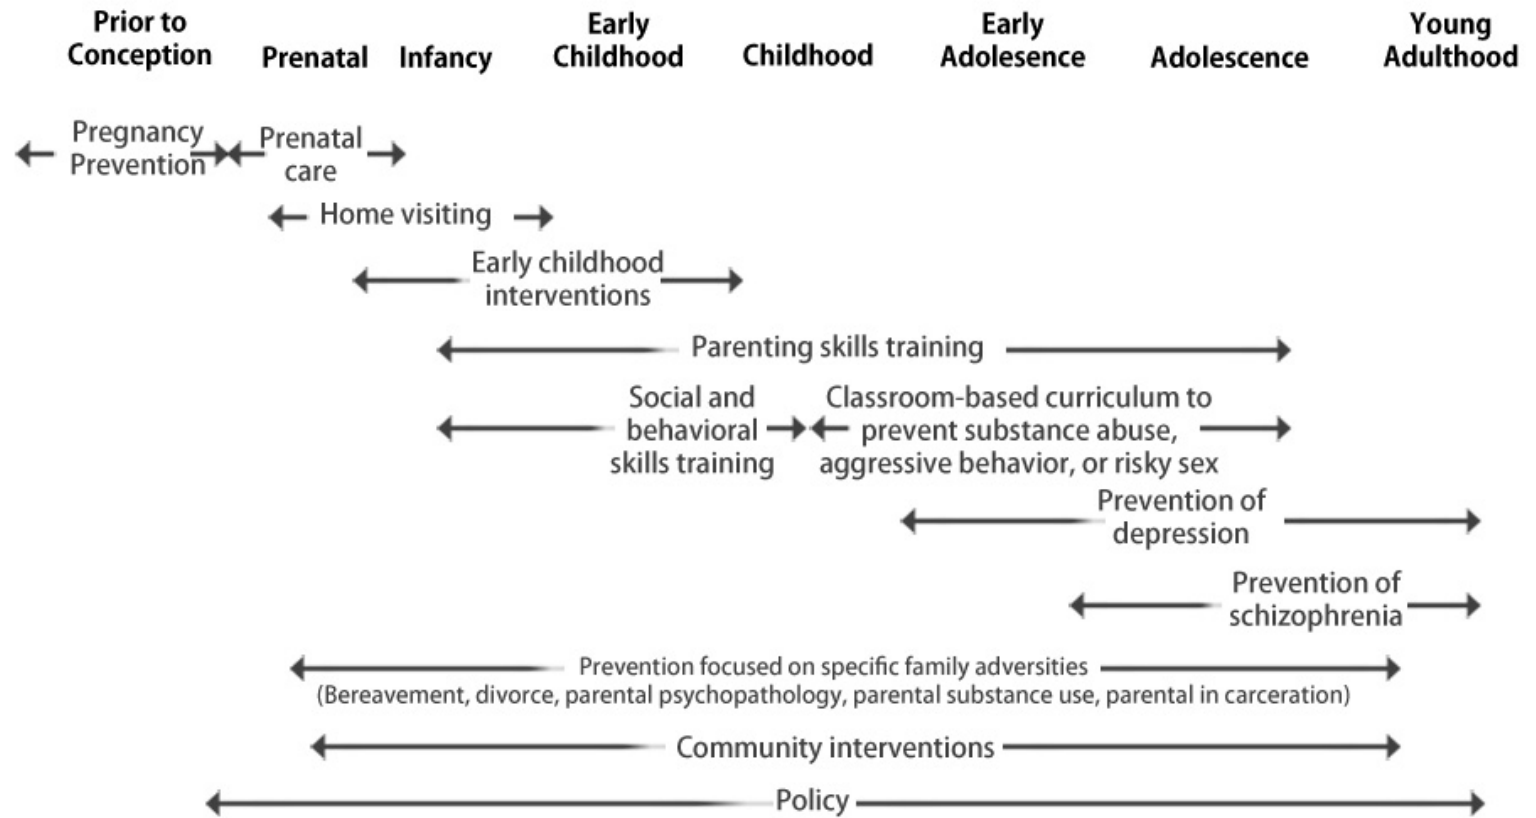 Prior to
Conception
Prenatal
Infancy
Early
Childhood
Childhood
Early
Adolesence
Adolescence
Young
Adulthood
Pregnancy
Prevention
Prenatal
care
Home visiting
Early childhood
interventions
Parenting skills training
Social and
behavioral
skills training
Classroom-based curriculum to
prevent substance abuse,
aggressive behavior, or risky sex
Prevention of
depression
Prevention of
schizophrenia
Prevention focused on specific family adversities
(Bereavement, divorce, parental psychopathology, parental substance use, parental in carceration)
Community interventions
Policy